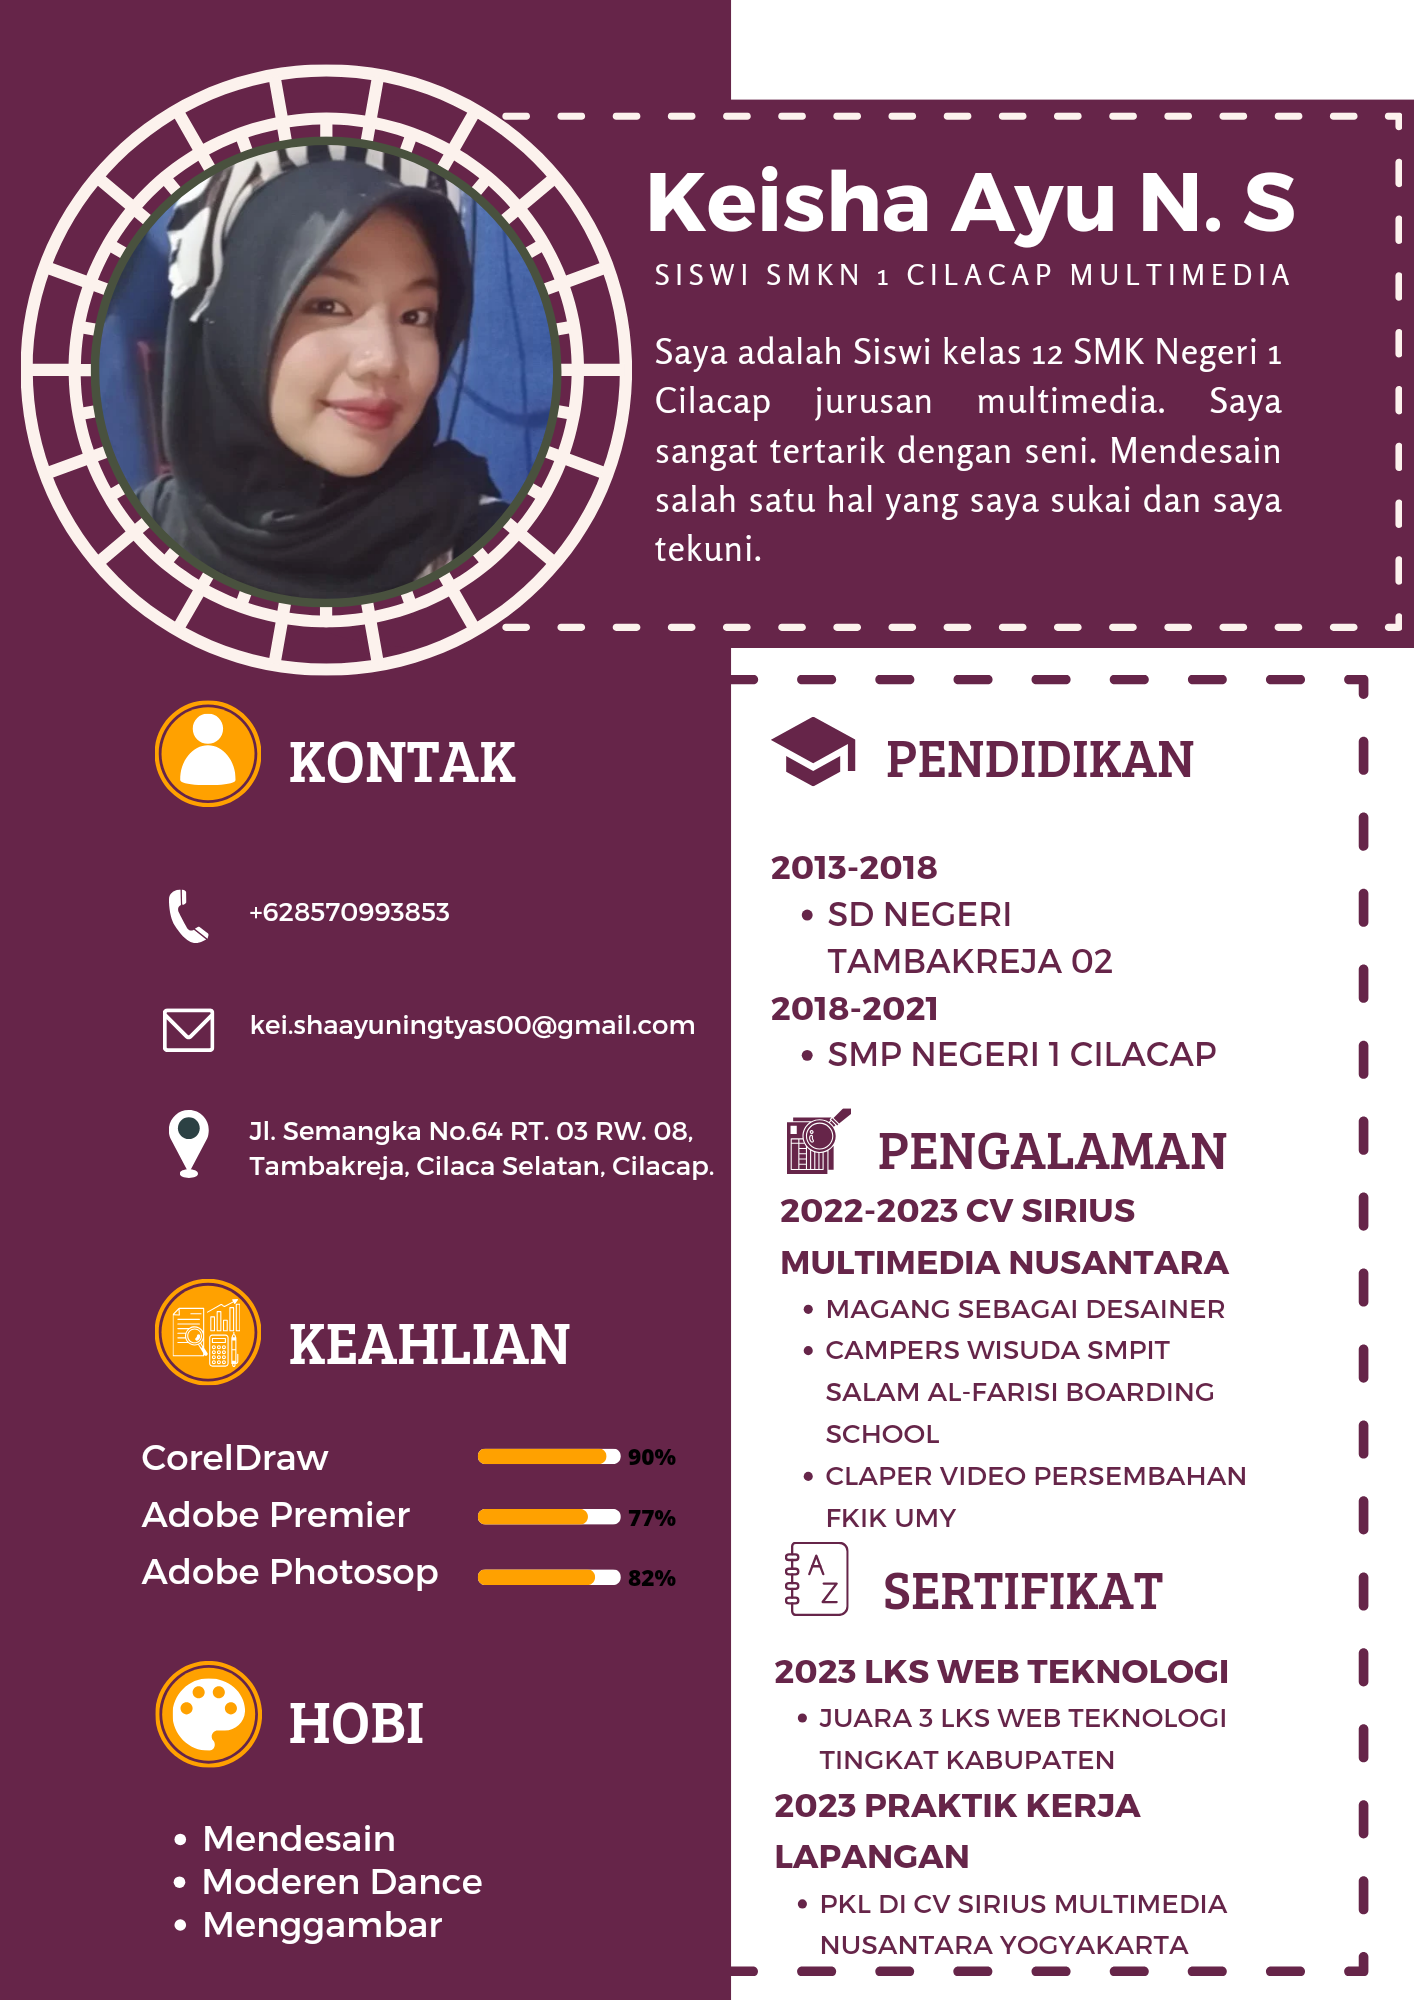 Keisha Ayu N. S
SISWI SMKN 1 CILACAP MULTIMEDIA
Saya adalah Siswi kelas 12 SMK Negeri 1
Cilacap jurusan multimedia. Saya
sangat tertarik dengan seni. Mendesain
salah satu hal yang saya sukai dan saya
tekuni.
KONTAK
+628570993853
kei.shaayuningtyas00@gmail.com
Jl. Semangka No.64 RT. 03 RW. 08,
Tambakreja, Cilaca Selatan, Cilacap.
KEAHLIAN
CorelDraw 90%
Adobe Premier 77%
Adobe Photosop 82%
HOBI
• Mendesain
• Moderen Dance
• Menggambar
PENDIDIKAN
2013-2018
• SD NEGERI
TAMBAKREJA 02
2018-2021
• SMP NEGERI 1 CILACAP
PENGALAMAN
2022-2023 CV SIRIUS
MULTIMEDIA NUSANTARA
• MAGANG SEBAGAI DESAINER
• CAMPERS WISUDA SMPIT
SALAM AL-FARISI BOARDING
SCHOOL
• CLAPER VIDEO PERSEMBAHAN
FKIK UMY
A
Z
SERTIFIKAT
2023 LKS WEB TEKNOLOGI
• JUARA 3 LKS WEB TEKNOLOGI
TINGKAT KABUPATEN
2023 PRAKTIK KERJA
LAPANGAN
• PKL DI CV SIRIUS MULTIMEDIA
NUSANTARA YOGYAKARTA